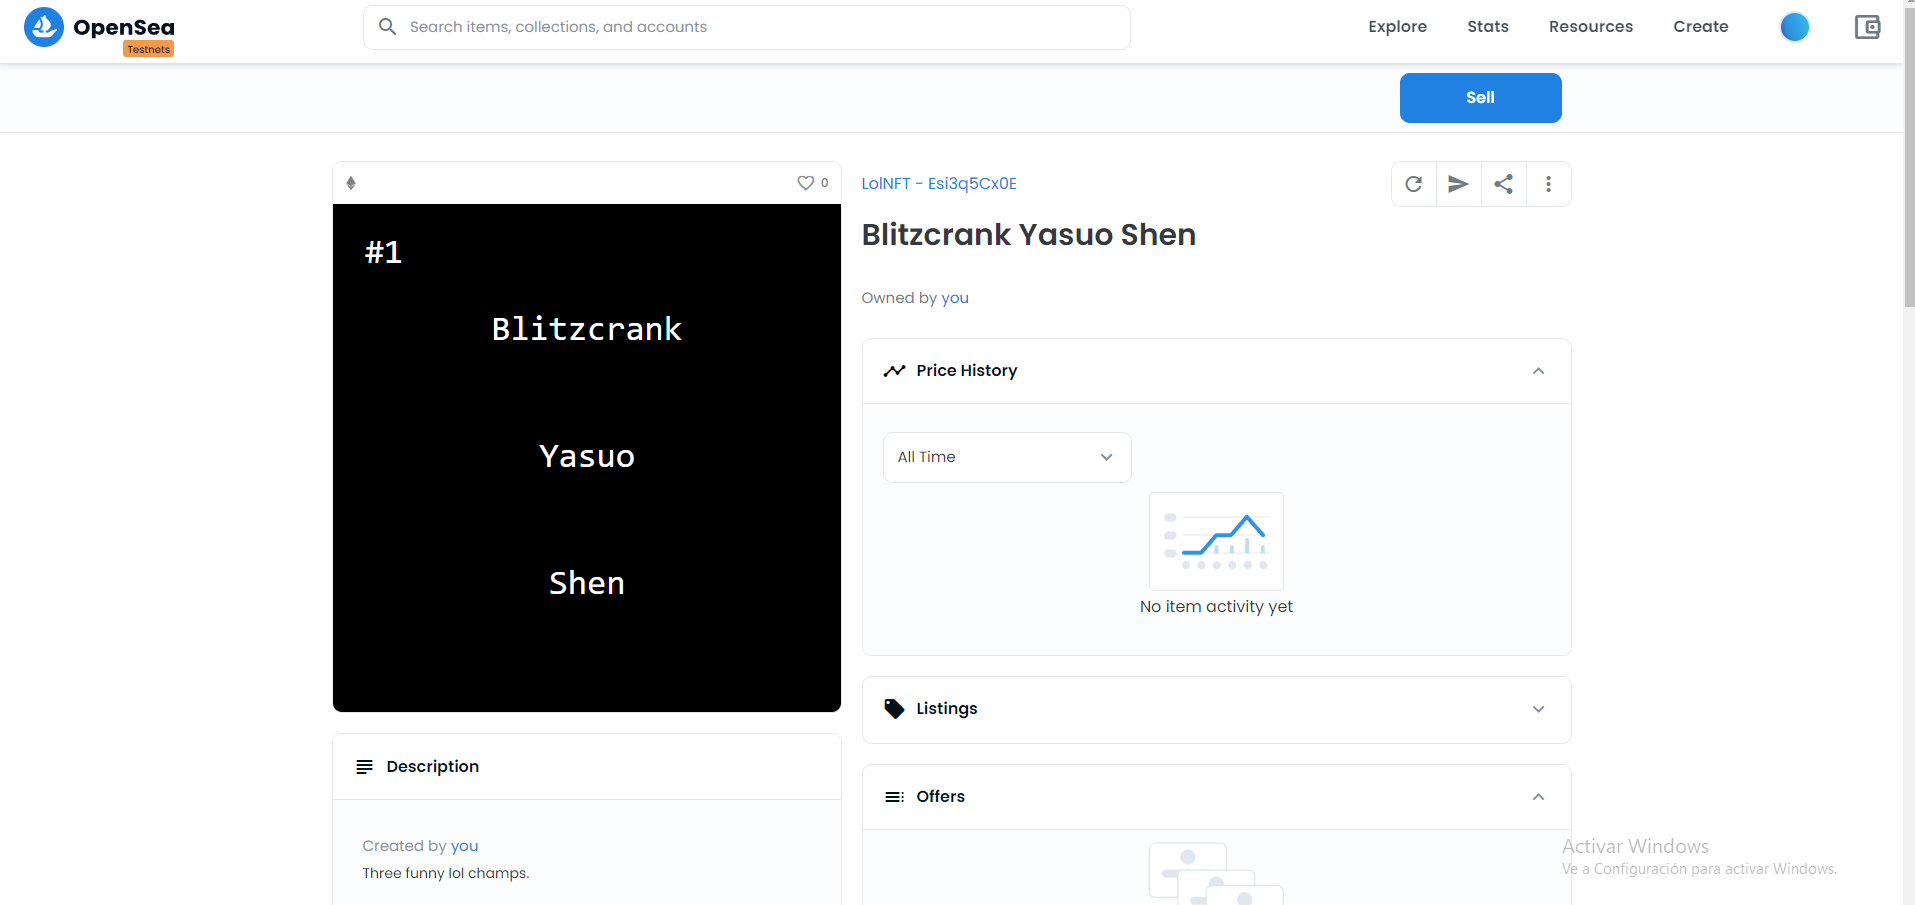 OpenSea
Testnets
Search items, collections, and accounts
Explore
Stats
Resources
Create
Sell
0
#1
Blitzcrank
Yasuo
Shen
LolNFT - Esi3q5Cx0E
Blitzcrank Yasuo Shen
Owned by you
Price History
All Time
No item activity yet
Listings
Offers
Description
Created by you
Three funny lol champs.
Activar Windows
Ve a Configuración para activar Windows.